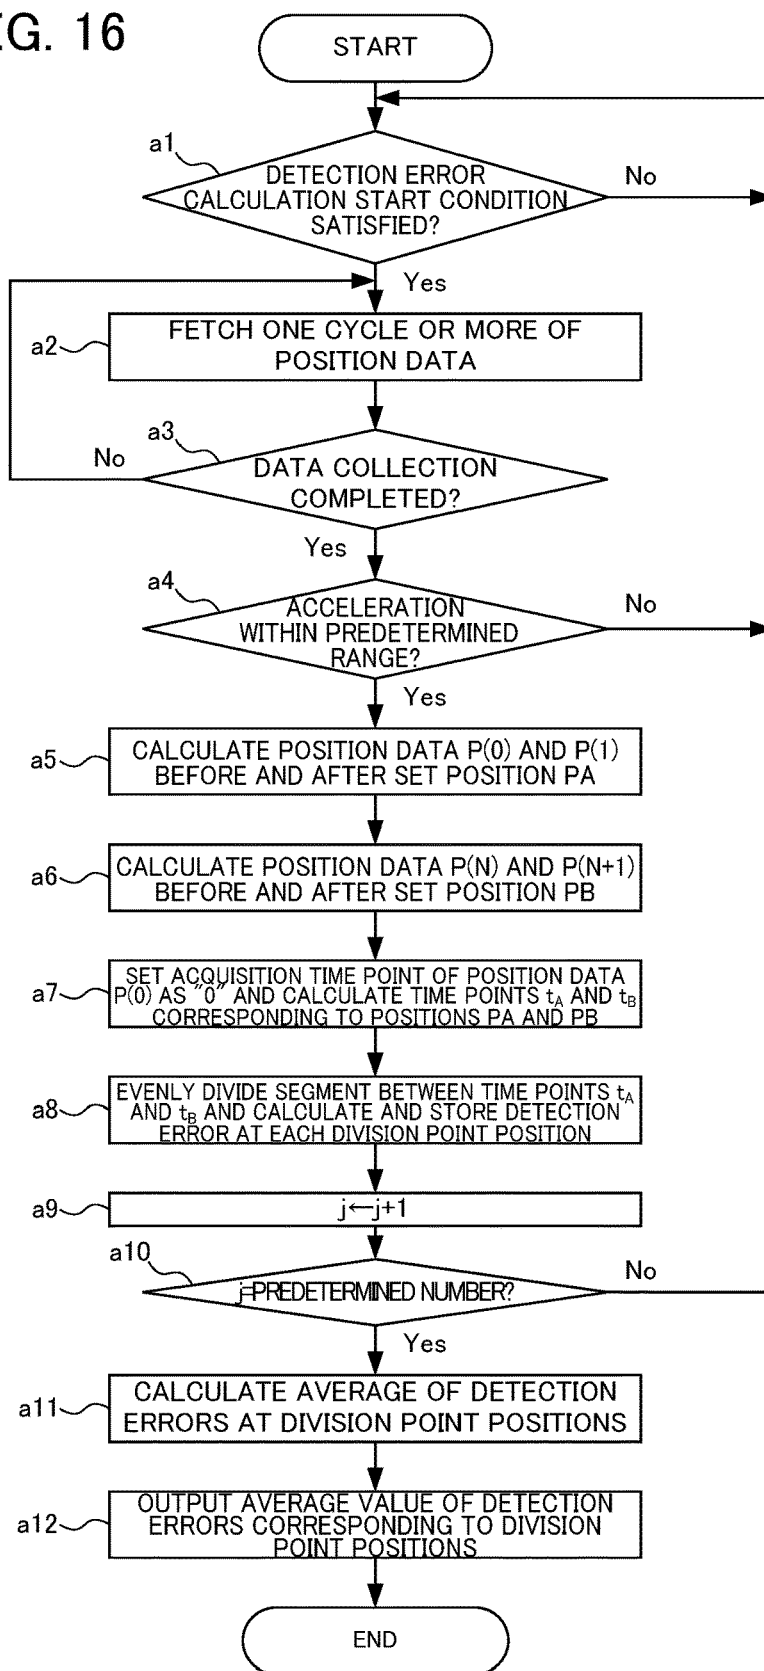 EG. 16
START
a1
DETECTION ERROR
CALCULATION START CONDITION
SATISFIED?
No
Yes
a2
FETCH ONE CYCLE OR MORE OF
POSITION DATA
a3
No
DATA COLLECTION
COMPLETED?
Yes
a4
ACCELERATION
WITHIN PREDETERMINED
RANGE?
No
Yes
a5
CALCULATE POSITION DATA P(0) AND P(1)
BEFORE AND AFTER SET POSITION PA
a6
CALCULATE POSITION DATA P(N) AND P(N+1)
BEFORE AND AFTER SET POSITION PB
a7
SET ACQUISITION TIME POINT OF POSITION DATA
P(0) AS "0" AND CALCULATE TIME POINTS tA AND tB
CORRESPONDING TO POSITIONS PA AND PB
a8
EVENLY DIVIDE SEGMENT BETWEEN TIME POINTS tA
AND tB AND CALCULATE AND STORE DETECTION
ERROR AT EACH DIVISION POINT POSITION
a9
j←j+1
a10
j=PREDETERMINED NUMBER?
No
Yes
a11
CALCULATE AVERAGE OF DETECTION
ERRORS AT DIVISION POINT POSITIONS
a12
OUTPUT AVERAGE VALUE OF DETECTION
ERRORS CORRESPONDING TO DIVISION
POINT POSITIONS
END